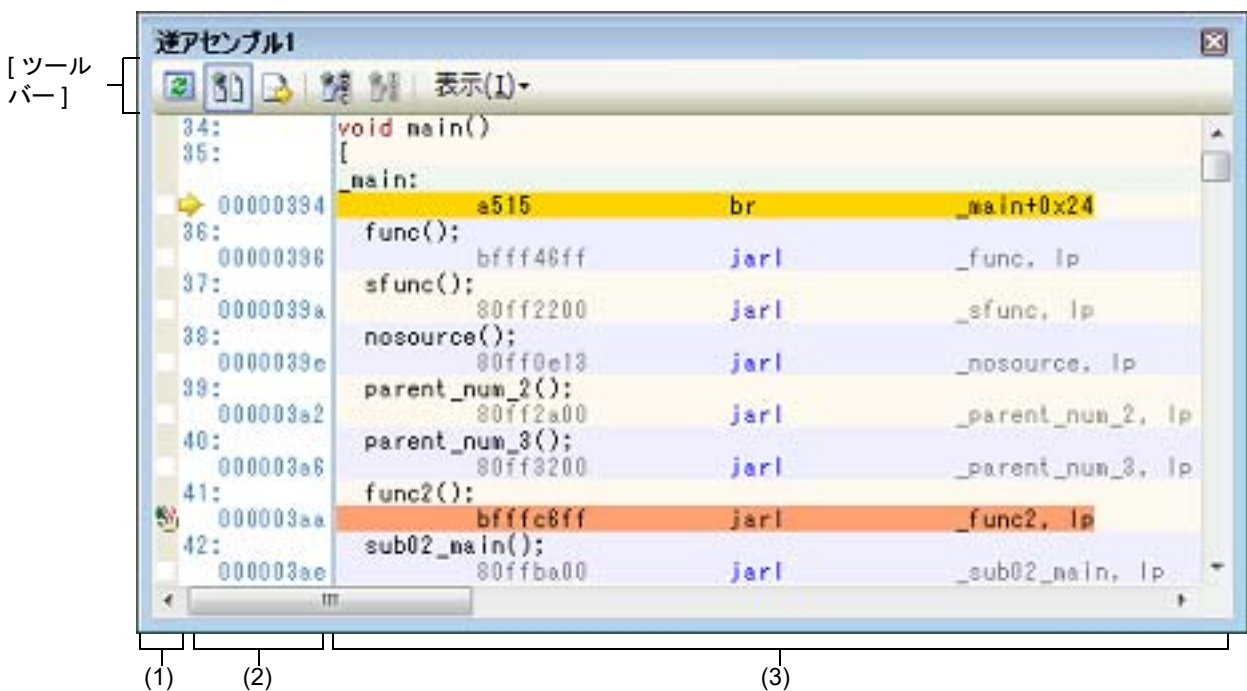 逆アセンブル1
[ ツール
バー ]
表示(I)
34: void main()
35: {
_main:
00000394 a515 br _main+0x24
36: func();
00000396 bfff46ff jarl _func, lp
37: sfunc();
0000039a 80ff2200 jarl _sfunc, lp
38: nosource();
0000039e 80ff0e13 jarl _nosource, lp
39: parent_num_2();
000003a2 80ff2a00 jarl _parent_num_2, lp
40: parent_num_3();
000003a6 80ff3200 jarl _parent_num_3, lp
41: func2();
000003aa bfffc6ff jarl _func2, lp
42: sub02_main();
000003ae 80ffba00 jarl _sub02_main, lp
(1) (2) (3)